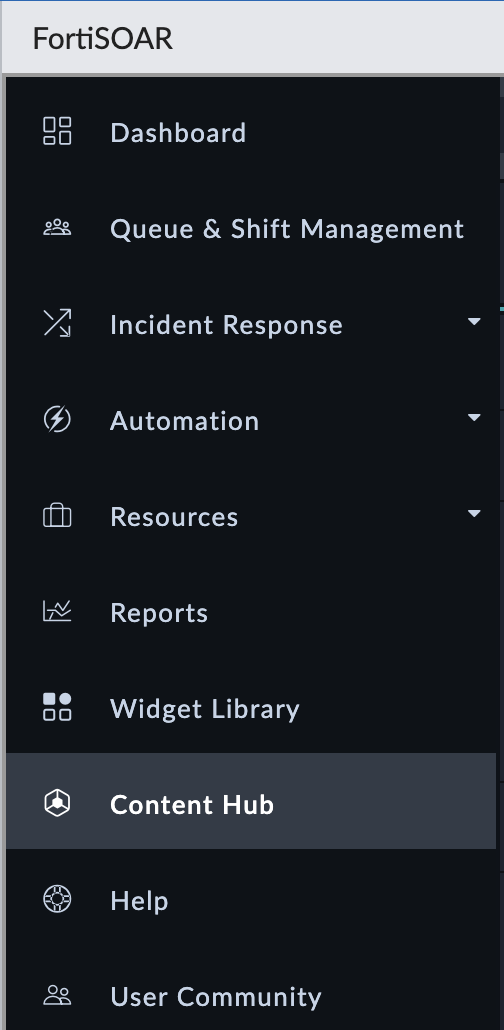 FortiSOAR
Dashboard
Queue & Shift Management
Incident Response
Automation
Resources
Reports
Widget Library
Content Hub
Help
User Community